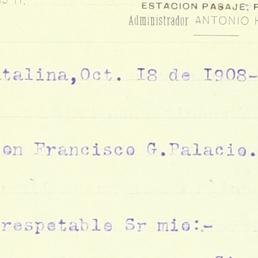 ESTACION PASAJE,
Administrador ANTONIO
talina, Oct. 18 de 1908-
on Francisco G.Palacio.
respetable Sr mio:-